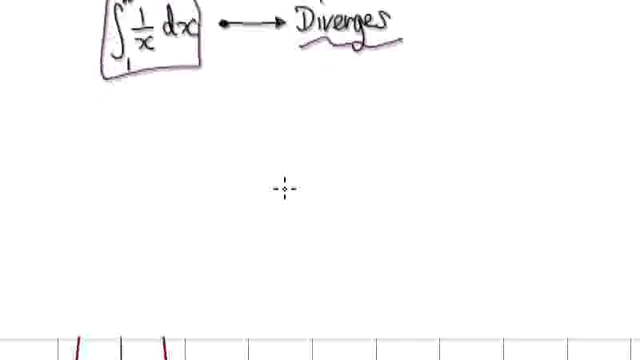 ∫₁ 1/x dx → Diverges